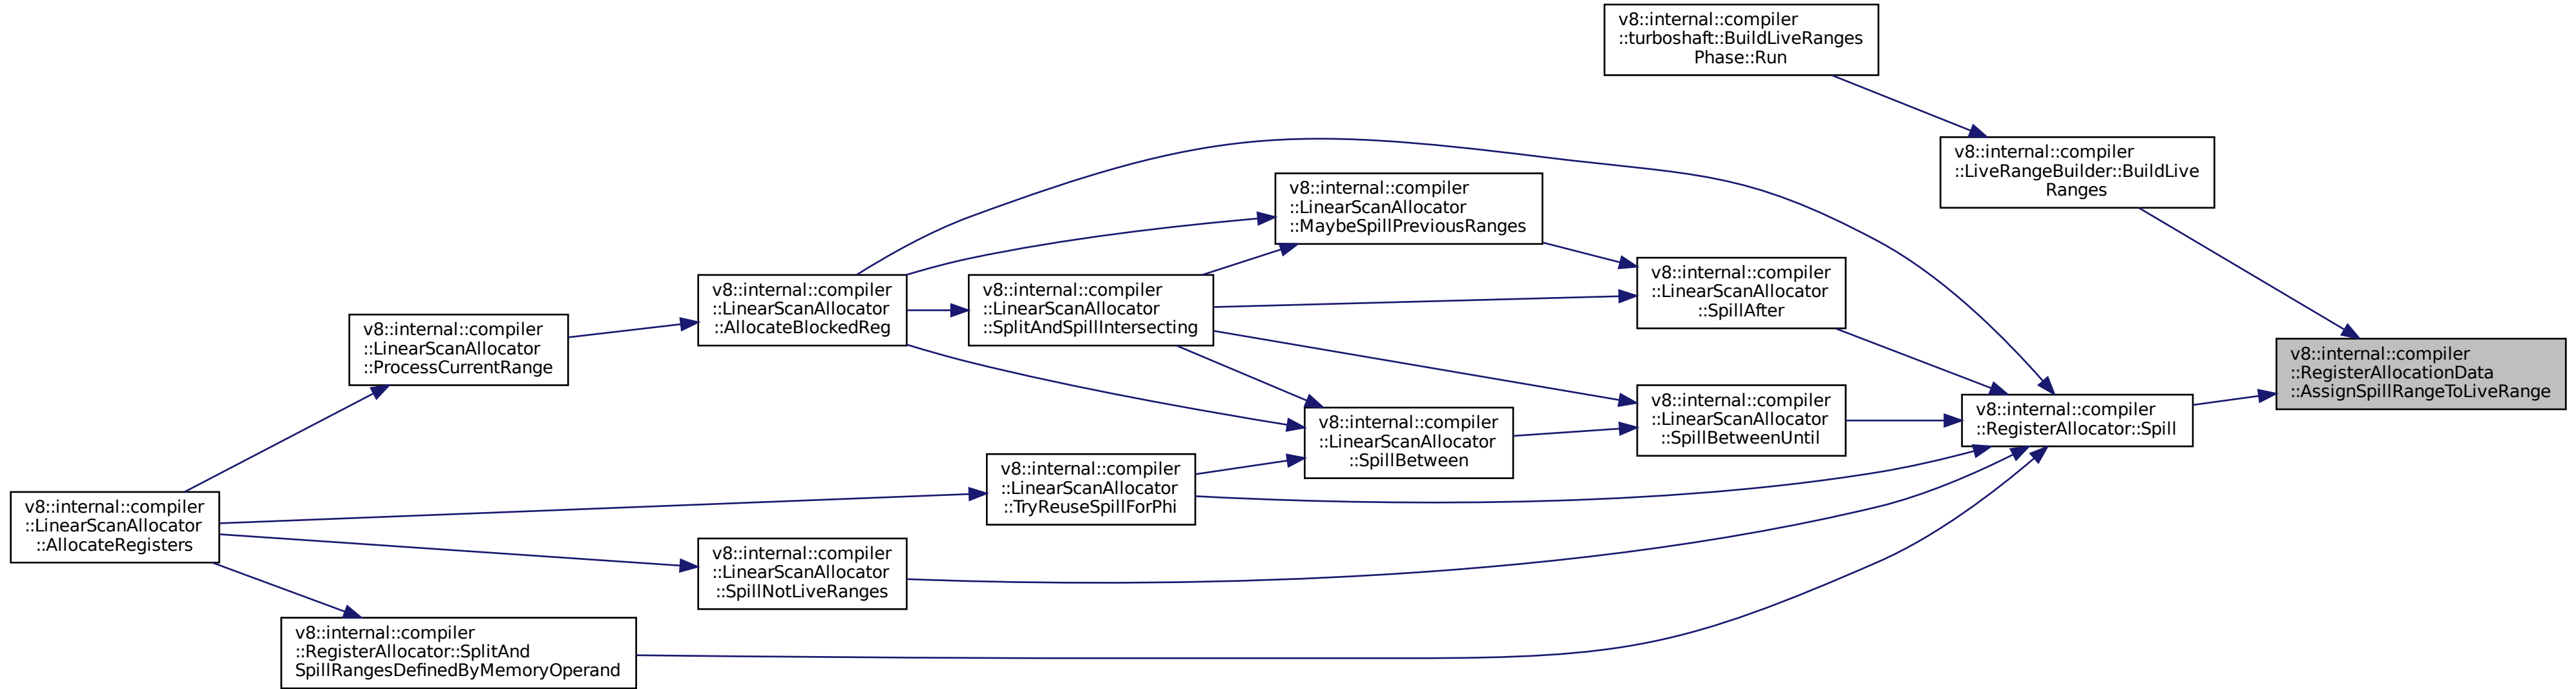 v8::internal::compiler
::turboshaft::BuildLiveRanges
Phase::Run
v8::internal::compiler
::LiveRangeBuilder::BuildLive
Ranges
v8::internal::compiler
::LinearScanAllocator
::MaybeSpillPreviousRanges
v8::internal::compiler
::LinearScanAllocator
::SpillAfter
v8::internal::compiler
::LinearScanAllocator
::AllocateBlockedReg
v8::internal::compiler
::LinearScanAllocator
::SplitAndSpillIntersecting
v8::internal::compiler
::LinearScanAllocator
::ProcessCurrentRange
v8::internal::compiler
::RegisterAllocationData
::AssignSpillRangeToLiveRange
v8::internal::compiler
::LinearScanAllocator
::SpillBetweenUntil
v8::internal::compiler
::RegisterAllocator::Spill
v8::internal::compiler
::LinearScanAllocator
::SpillBetween
v8::internal::compiler
::LinearScanAllocator
::TryReuseSpillForPhi
v8::internal::compiler
::LinearScanAllocator
::AllocateRegisters
v8::internal::compiler
::LinearScanAllocator
::SpillNotLiveRanges
v8::internal::compiler
::RegisterAllocator::SplitAnd
SpillRangesDefinedByMemoryOperand